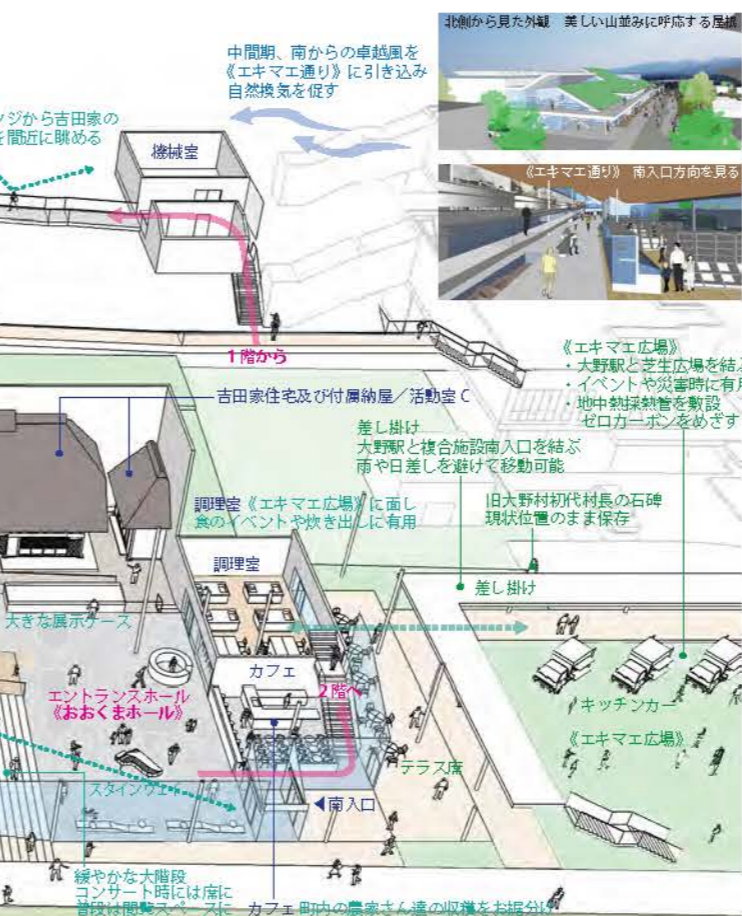 北側から見た外観　美しい山並みに呼応する屋根
中間期、南からの卓越風を
《エキマエ通り》に引き込み
自然換気を促す
ッジから吉田家の
を間近に眺める
機械室
《エキマエ通り》 南入口方向を見る
1階から
《エキマエ広場》
・大野駅と芝生広場を結ぶ
・イベントや災害時に有用
・地中熱採熱管を敷設
ゼロカーボンをめざす
吉田家住宅及び付属納屋／活動室C
差し掛け
大野駅と複合施設南入口を結ぶ
雨や日差しを避けて移動可能
調理室《エキマエ広場》に面し
食のイベントや炊き出しに有用
旧大野村初代村長の石碑
現状位置のまま保存
調理室
差し掛け
大きな展示ケース
カフェ
2階へ
エントランスホール
《おおくまホール》
キッチンカー
《エキマエ広場》
テラス席
スタインウェイ
◀南入口
緩やかな大階段
コンサート時には席に
普段は閲覧スペースに
カフェ 町内の農家さん達の収穫をお裾分け